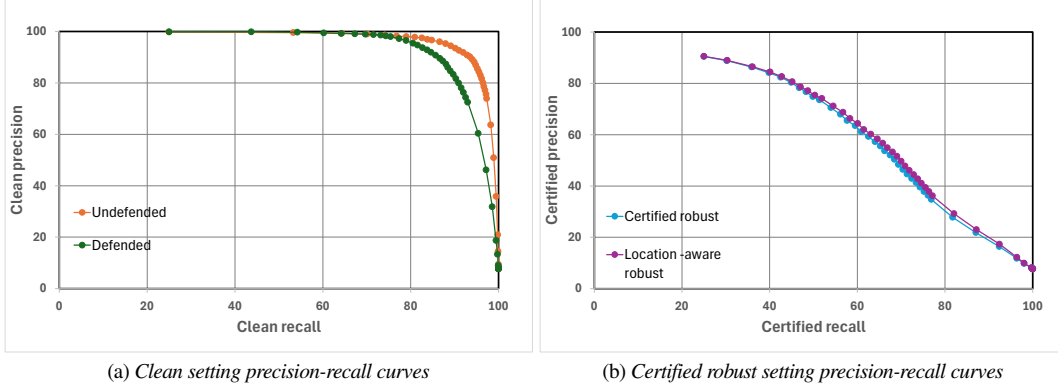 100
80
60
40
20
0
Clean precision
Undefended
Defended
0 20 40 60 80 100
Clean recall
(a) Clean setting precision-recall curves
100
80
60
40
20
0
Certified precision
Certified robust
Location -aware
robust
0 20 40 60 80 100
Certified recall
(b) Certified robust setting precision-recall curves